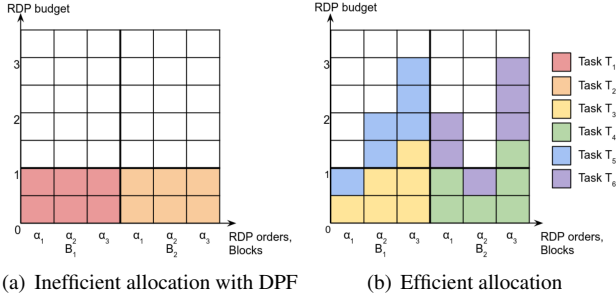 RDP budget
3
2
1
0
α₁ α₂ α₃ α₁ α₂ α₃
B₁ B₂
RDP orders,
Blocks
(a) Inefficient allocation with DPF
RDP budget
3
2
1
0
α₁ α₂ α₃ α₁ α₂ α₃
B₁ B₂
RDP orders,
Blocks
Task T₁
Task T₂
Task T₃
Task T₄
Task T₅
Task T₆
(b) Efficient allocation